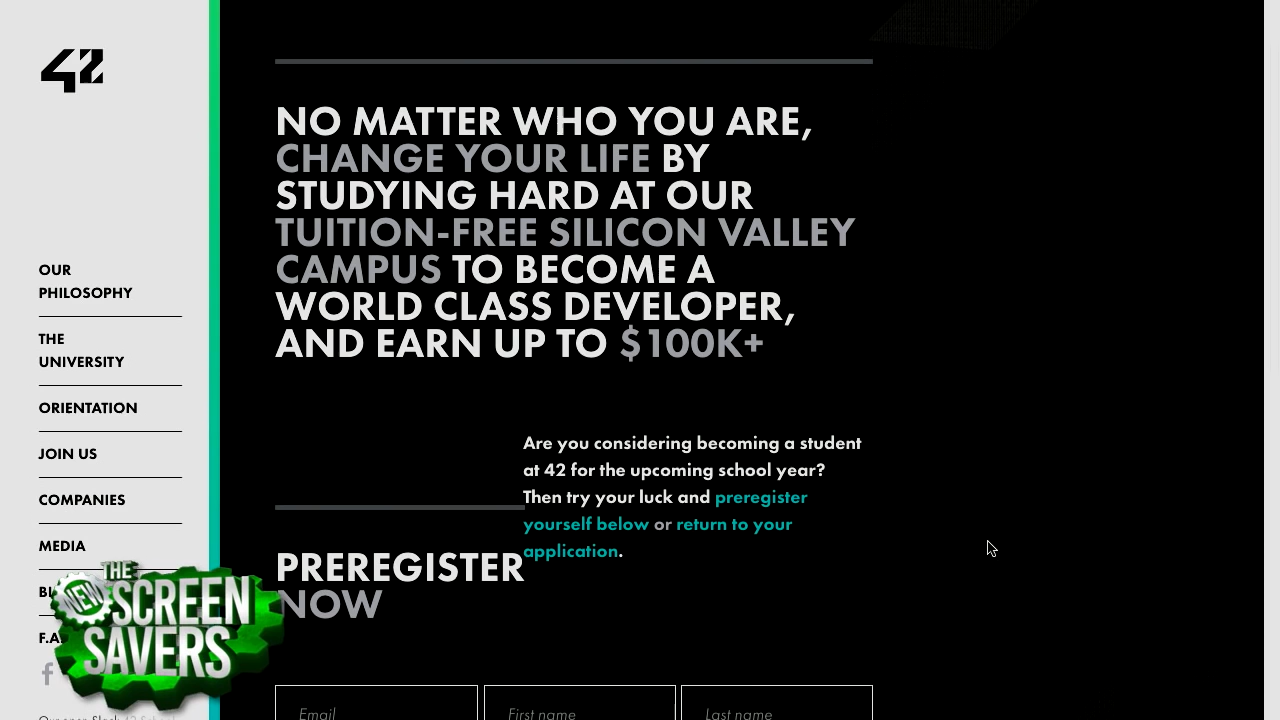 42
OUR
PHILOSOPHY
THE
UNIVERSITY
ORIENTATION
JOIN US
COMPANIES
MEDIA
THE
NEW
SCREEN
SAVERS
NO MATTER WHO YOU ARE,
CHANGE YOUR LIFE BY
STUDYING HARD AT OUR
TUITION-FREE SILICON VALLEY
CAMPUS TO BECOME A
WORLD CLASS DEVELOPER,
AND EARN UP TO $100K+
Are you considering becoming a student
at 42 for the upcoming school year?
Then try your luck and preregister
yourself below or return to your
application.
PREREGISTER
NOW
Email
First name
Last name